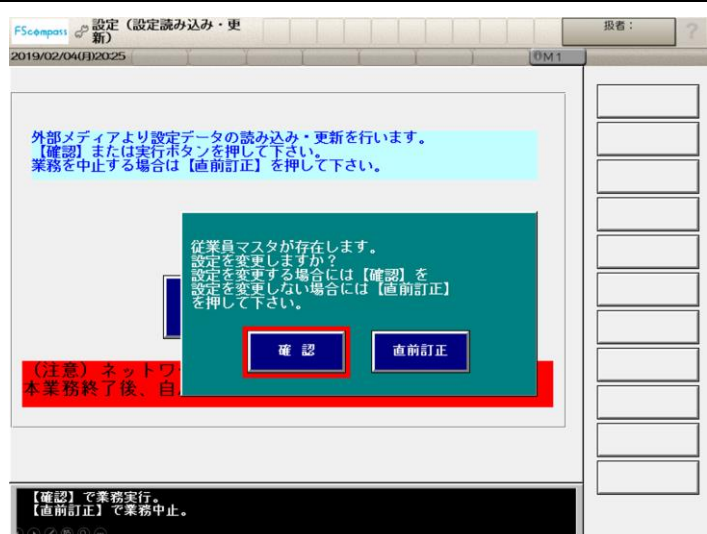 FScompass
設定（設定読み込み・更
新）
扱者：
?
2019/02/04(月)20:25
0M1
外部メディアより設定データの読み込み・更新を行います。
【確認】または実行ボタンを押して下さい。
業務を中止する場合は【直前訂正】を押して下さい。
従業員マスタが存在します。
設定を変更しますか？
設定を変更する場合には【確認】を
設定を変更しない場合には【直前訂正】
を押して下さい。
確 認
直前訂正
（注意）ネットワ
本業務終了後、自
【確認】で業務実行。
【直前訂正】で業務中止。